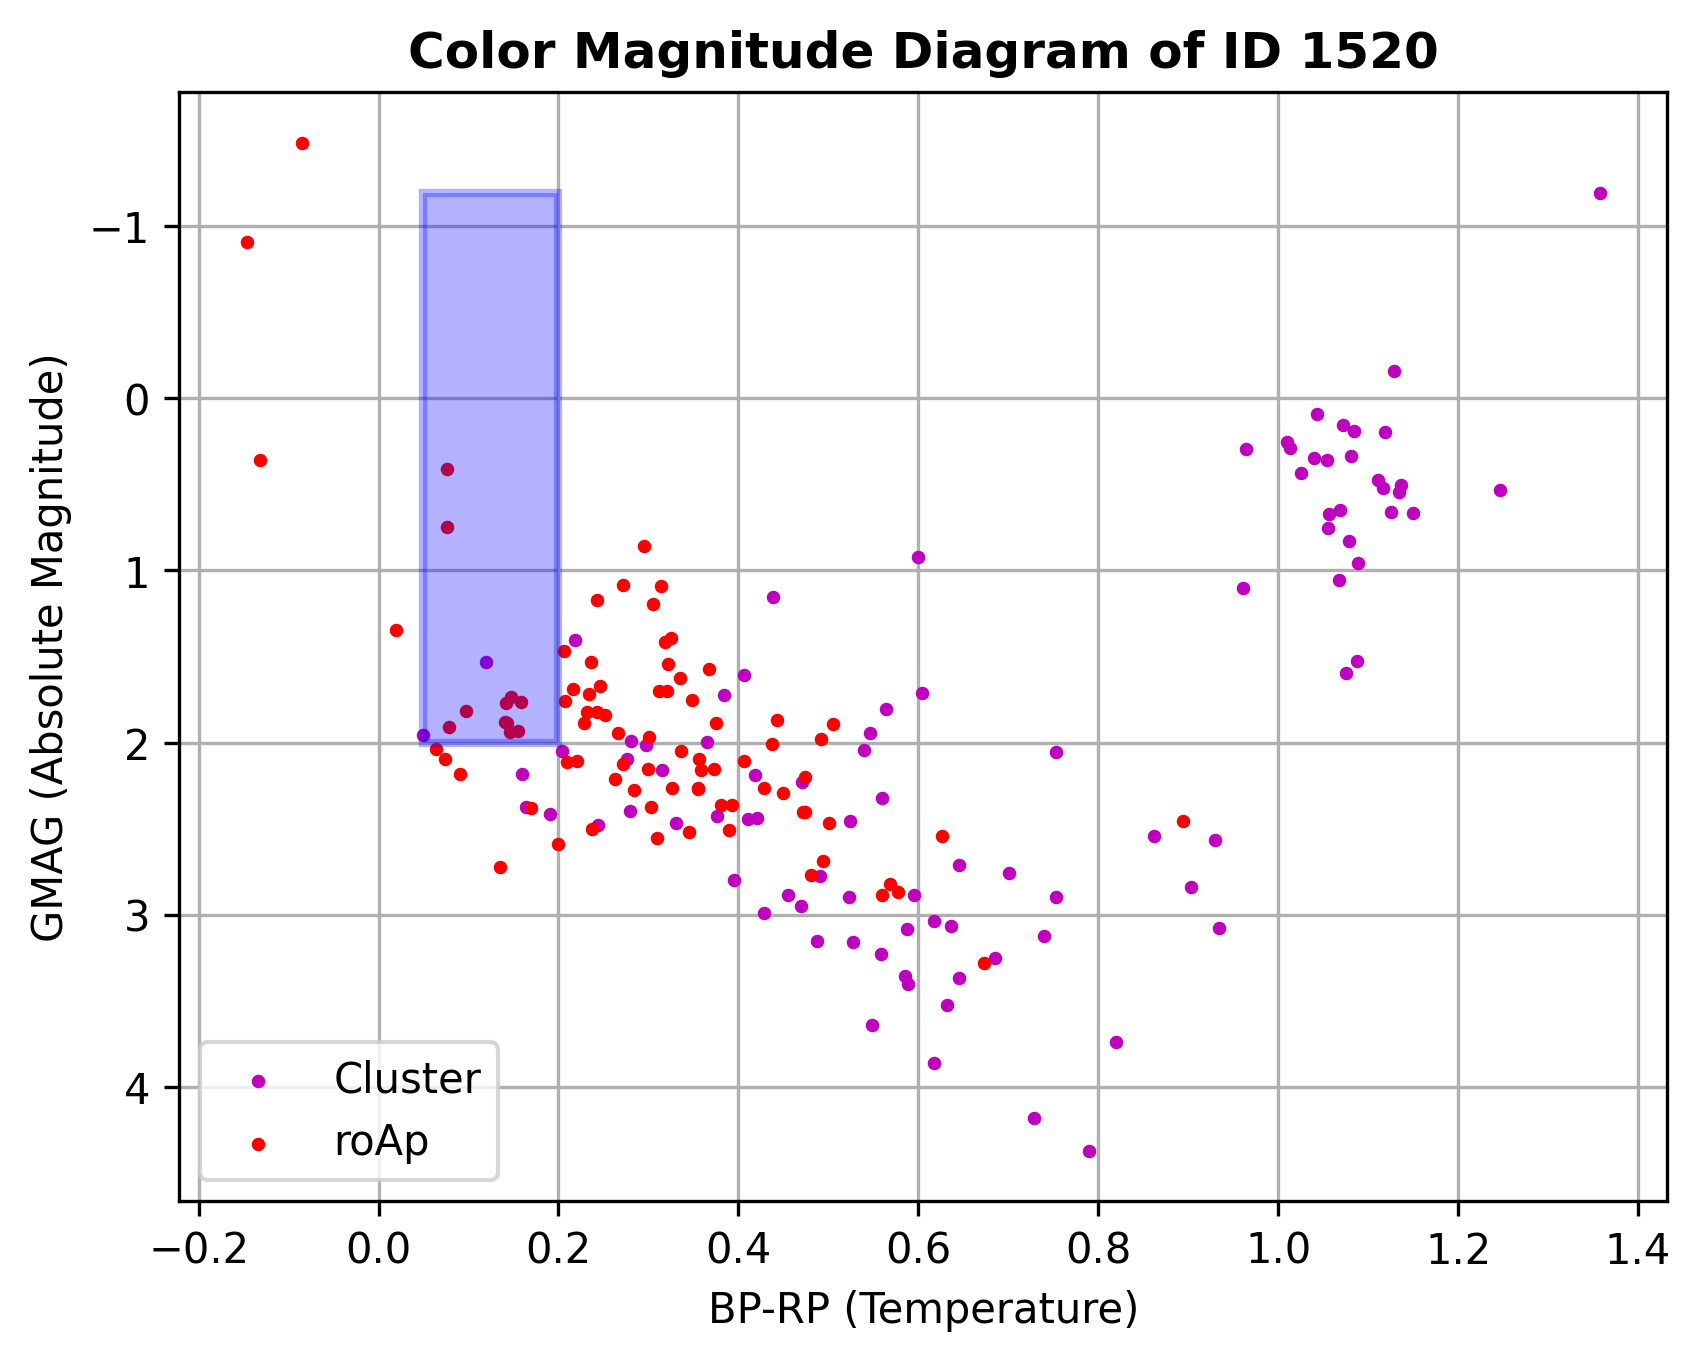 Color Magnitude Diagram of ID 1520
GMAG (Absolute Magnitude)
−1
0
1
2
3
4
Cluster
roAp
−0.2 0.0 0.2 0.4 0.6 0.8 1.0 1.2 1.4
BP-RP (Temperature)